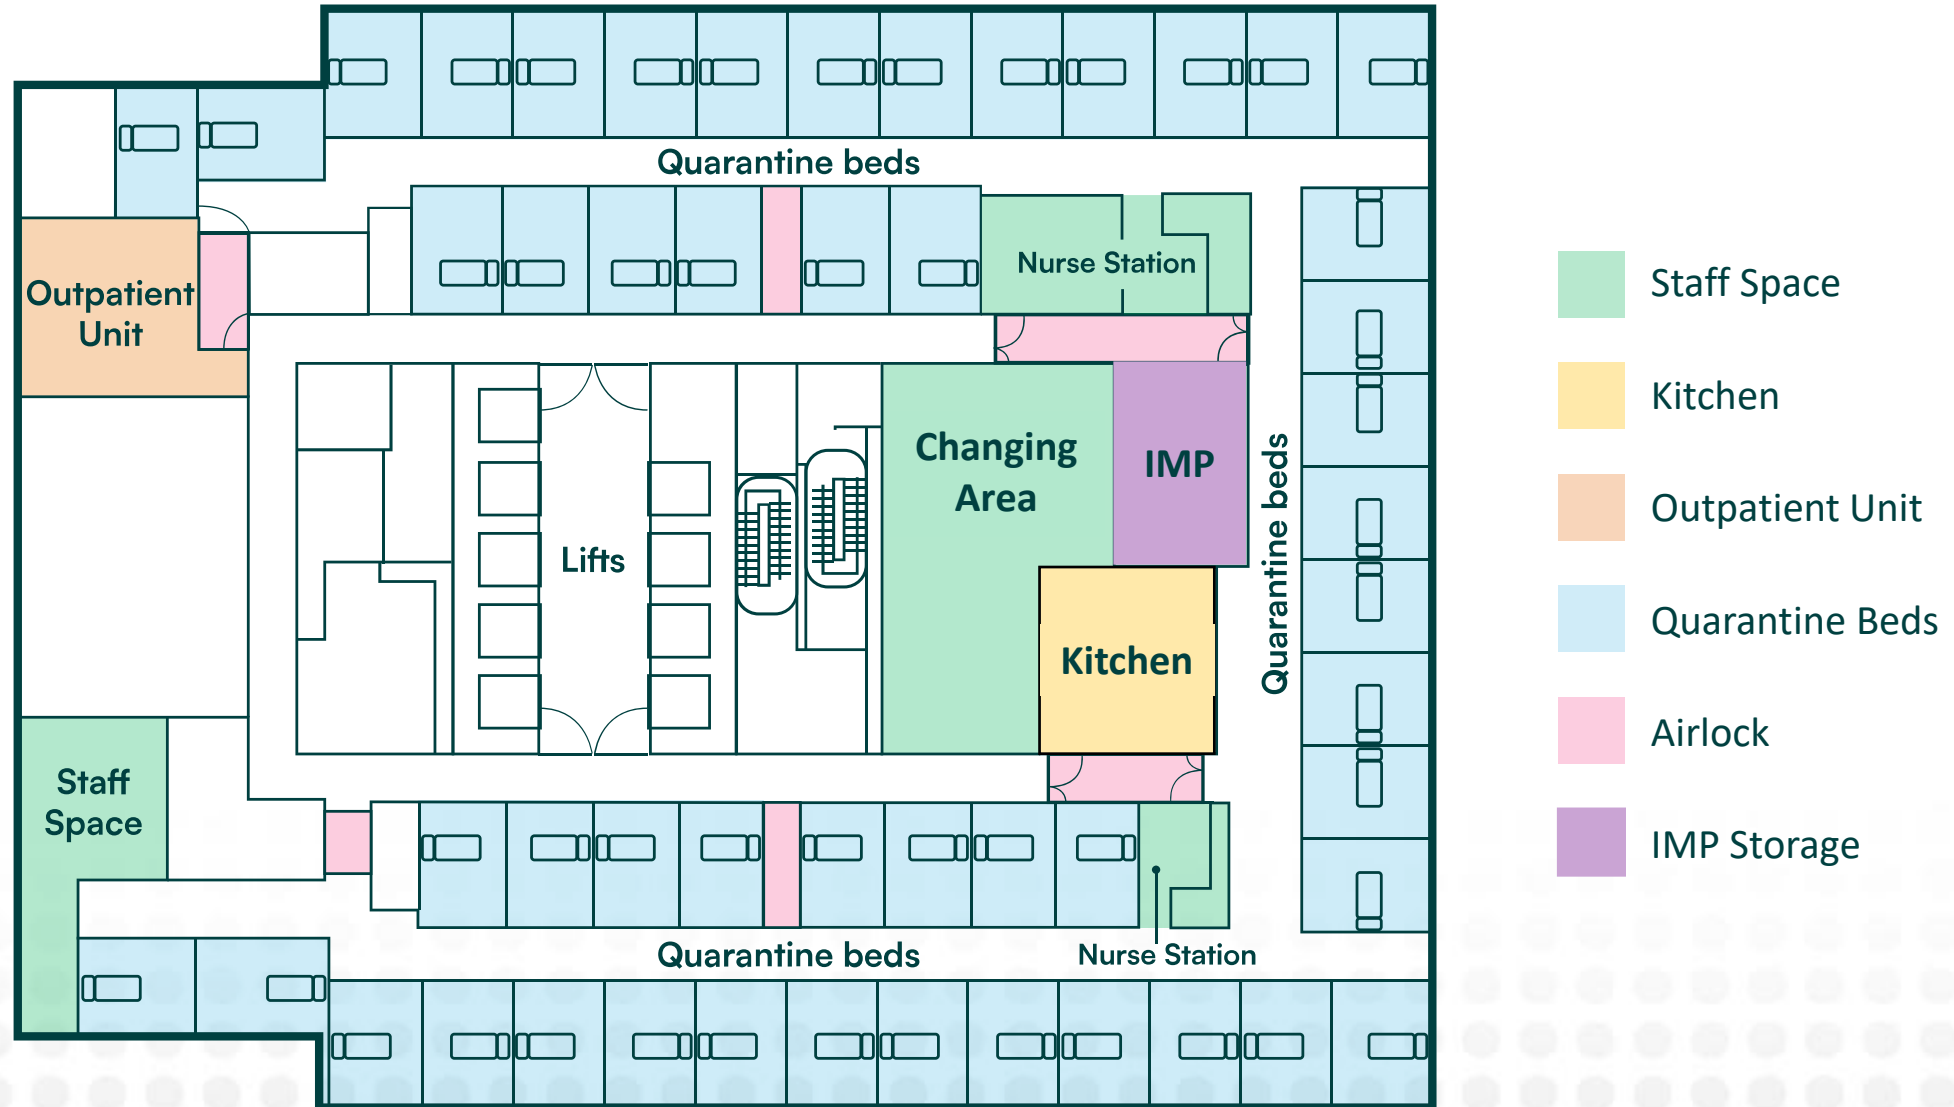 Quarantine beds
Nurse Station
Outpatient
Unit
Changing
Area
IMP
Lifts
Kitchen
Quarantine beds
Staff
Space
Quarantine beds
Nurse Station
Staff Space
Kitchen
Outpatient Unit
Quarantine Beds
Airlock
IMP Storage